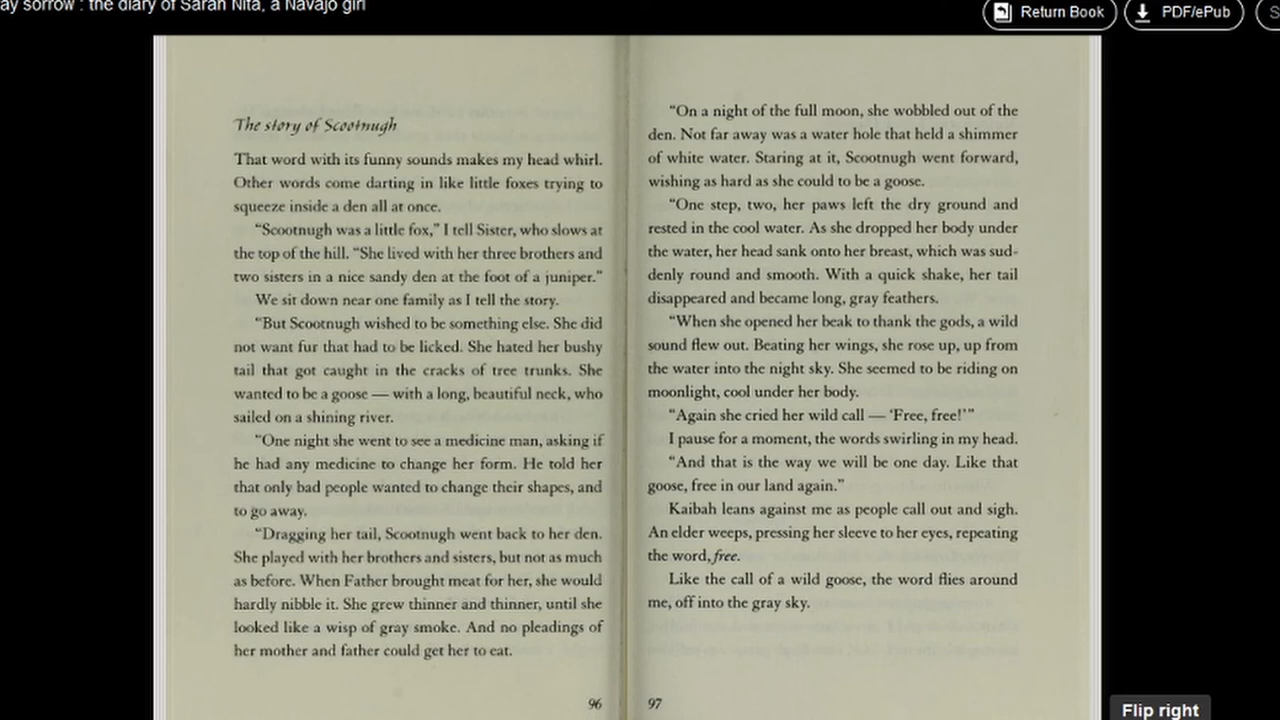 ay sorrow : the diary of Sarah Nita, a Navajo girl
Return Book
PDF/ePub
The story of Scootnugh
That word with its funny sounds makes my head whirl.
Other words come darting in like little foxes trying to
squeeze inside a den all at once.
“Scootnugh was a little fox,” I tell Sister, who slows at
the top of the hill. “She lived with her three brothers and
two sisters in a nice sandy den at the foot of a juniper.”
We sit down near one family as I tell the story.
“But Scootnugh wished to be something else. She did
not want fur that had to be licked. She hated her bushy
tail that got caught in the cracks of tree trunks. She
wanted to be a goose — with a long, beautiful neck, who
sailed on a shining river.
“One night she went to see a medicine man, asking if
he had any medicine to change her form. He told her
that only bad people wanted to change their shapes, and
to go away.
“Dragging her tail, Scootnugh went back to her den.
She played with her brothers and sisters, but not as much
as before. When Father brought meat for her, she would
hardly nibble it. She grew thinner and thinner, until she
looked like a wisp of gray smoke. And no pleadings of
her mother and father could get her to eat.
96
“On a night of the full moon, she wobbled out of the
den. Not far away was a water hole that held a shimmer
of white water. Staring at it, Scootnugh went forward,
wishing as hard as she could to be a goose.
“One step, two, her paws left the dry ground and
rested in the cool water. As she dropped her body under
the water, her head sank onto her breast, which was sud-
denly round and smooth. With a quick shake, her tail
disappeared and became long, gray feathers.
“When she opened her beak to thank the gods, a wild
sound flew out. Beating her wings, she rose up, up from
the water into the night sky. She seemed to be riding on
moonlight, cool under her body.
“Again she cried her wild call — ‘Free, free!’”
I pause for a moment, the words swirling in my head.
“And that is the way we will be one day. Like that
goose, free in our land again.”
Kaibah leans against me as people call out and sigh.
An elder weeps, pressing her sleeve to her eyes, repeating
the word, free.
Like the call of a wild goose, the word flies around
me, off into the gray sky.
97
Flip right